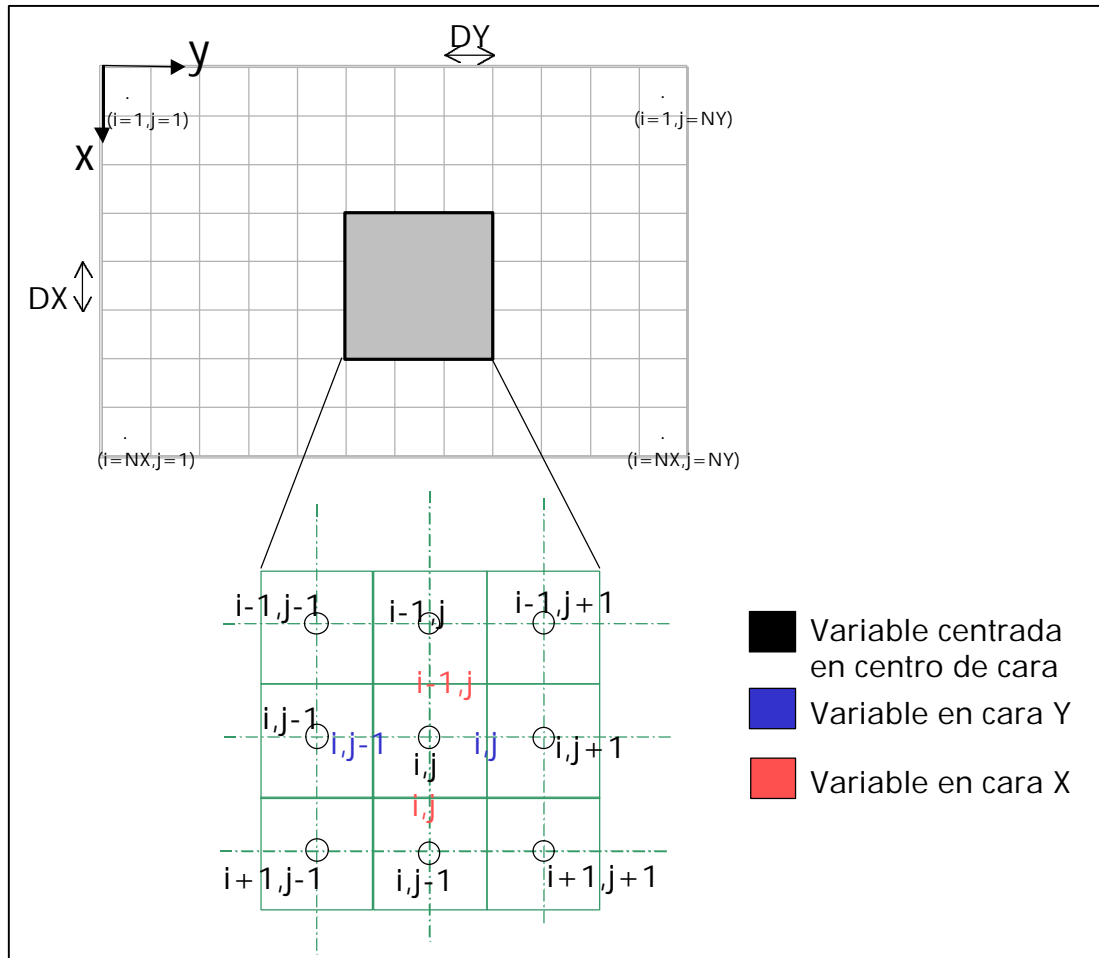 DY
y
(i=1,j=1)
(i=1,j=NY)
x
DX
(i=NX,j=1)
(i=NX,j=NY)
i-1,j-1
i-1,j
i-1,j+1
i-1,j
i,j-1
i,j-1
i,j
i,j
i,j+1
i,j
i+1,j-1
i,j-1
i+1,j+1
Variable centrada
en centro de cara
Variable en cara Y
Variable en cara X